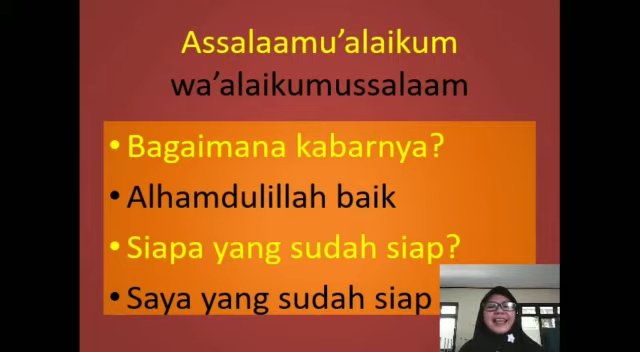 Assalaamu’alaikum
wa’alaikumussalaam
• Bagaimana kabarnya?
• Alhamdulillah baik
• Siapa yang sudah siap?
• Saya yang sudah siap